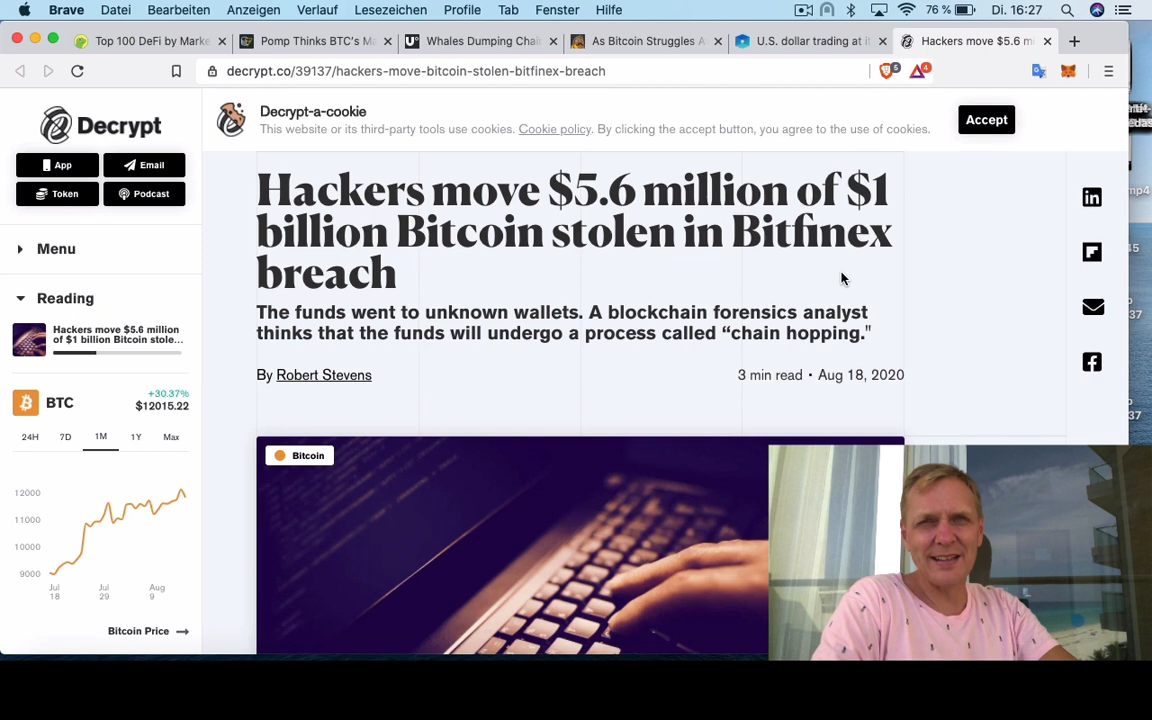 Brave Datei Bearbeiten Anzeigen Verlauf Lesezeichen Profile Tab Fenster Hilfe 76 % Di. 16:27
Top 100 DeFi by Marke
Pomp Thinks BTC's Ma
Whales Dumping Chai
As Bitcoin Struggles A
U.S. dollar trading at i
Hackers move $5.6 m
decrypt.co/39137/hackers-move-bitcoin-stolen-bitfinex-breach
Decrypt
App
Email
Token
Podcast
Menu
Reading
Hackers move $5.6 million
of $1 billion Bitcoin stole...
BTC
+30.37%
$12015.22
24H 7D 1M 1Y Max
12000
11000
10000
9000
Jul
18
Jul
29
Aug
9
Bitcoin Price
Decrypt-a-cookie
This website or its third-party tools use cookies. Cookie policy. By clicking the accept button, you agree to the use of cookies.
Accept
Hackers move $5.6 million of $1
billion Bitcoin stolen in Bitfinex
breach
The funds went to unknown wallets. A blockchain forensics analyst
thinks that the funds will undergo a process called “chain hopping."
By Robert Stevens
3 min read • Aug 18, 2020
Bitcoin